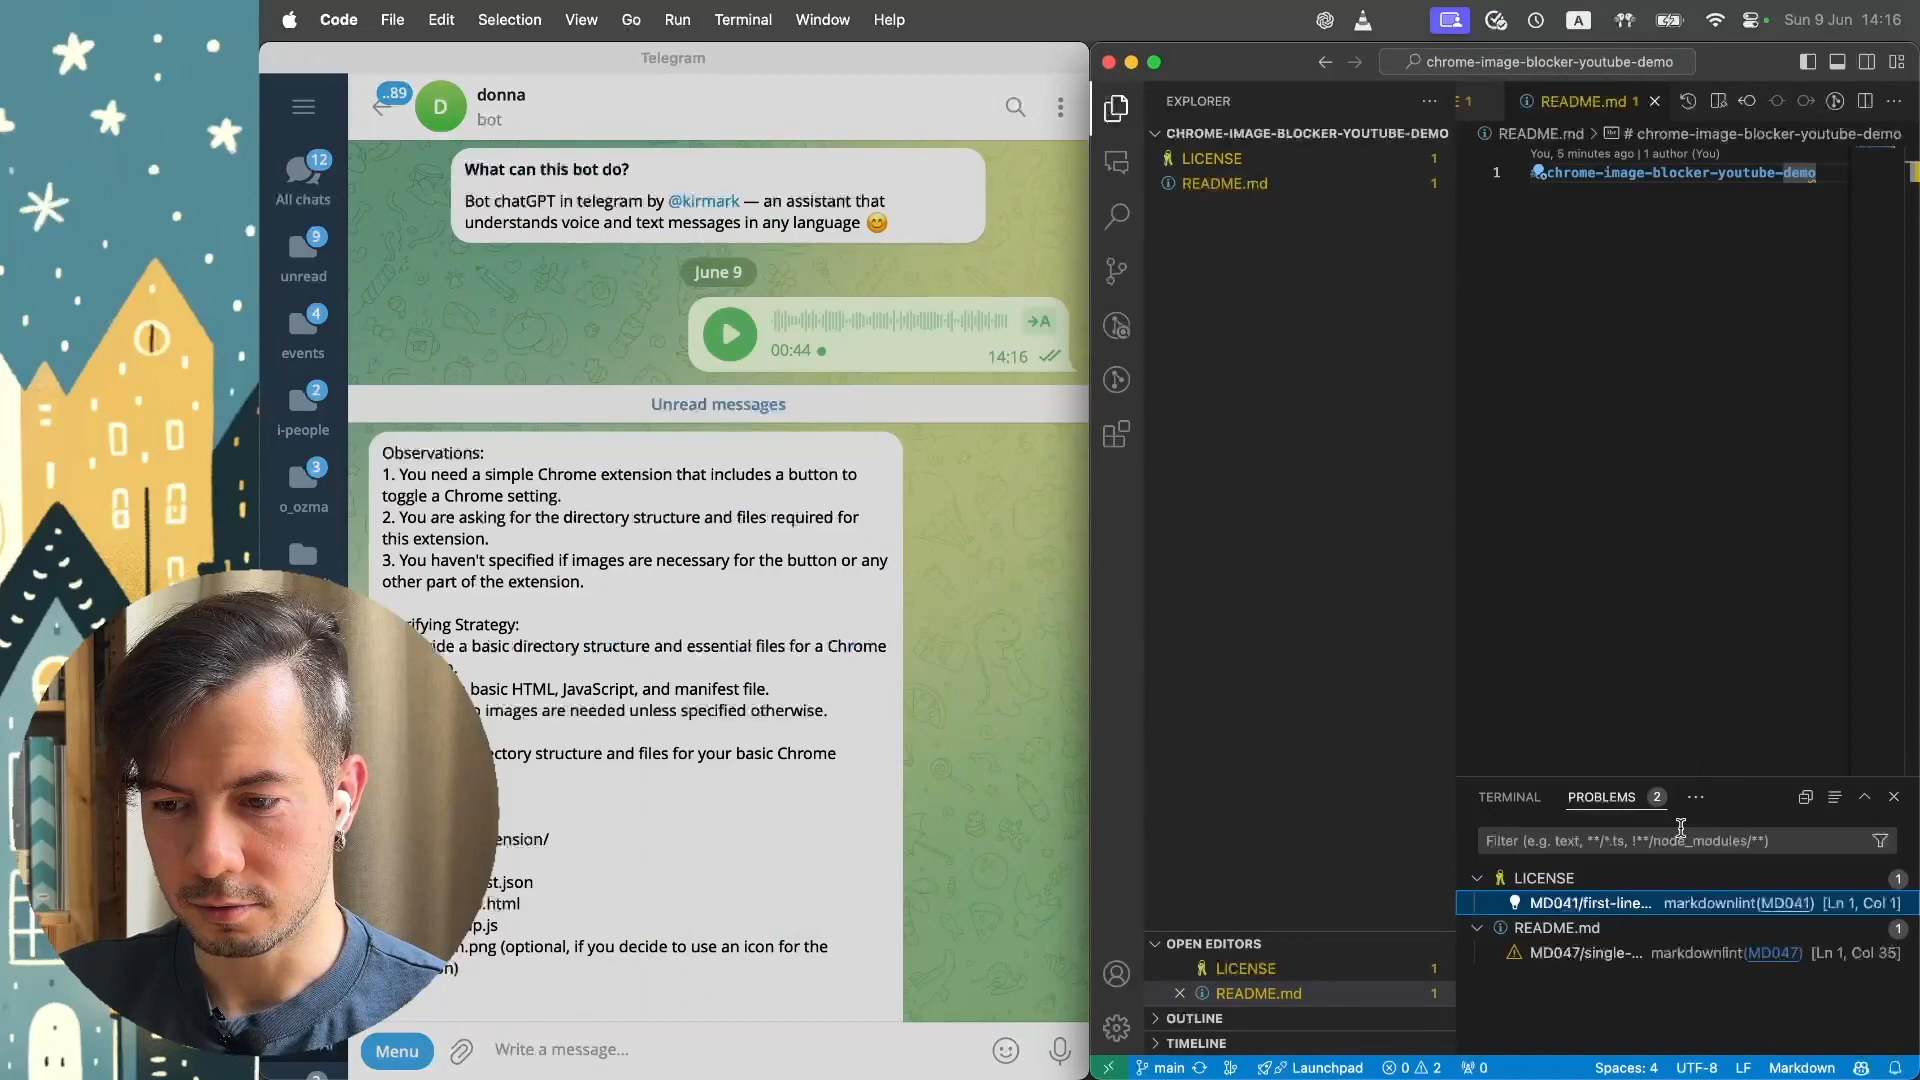 Code File Edit Selection View Go Run Terminal Window Help
A
Sun 9 Jun 14:16
Telegram
..89
D
donna
bot
12
All chats
9
unread
4
events
2
i-people
3
o_ozma
What can this bot do?
Bot chatGPT in telegram by @kirmark — an assistant that
understands voice and text messages in any language 😊
June 9
→A
00:44
14:16
Unread messages
Observations:
1. You need a simple Chrome extension that includes a button to
toggle a Chrome setting.
2. You are asking for the directory structure and files required for
this extension.
3. You haven't specified if images are necessary for the button or any
other part of the extension.
Strategy:
a basic directory structure and essential files for a Chrome
basic HTML, JavaScript, and manifest file.
images are needed unless specified otherwise.
structure and files for your basic Chrome
.png (optional, if you decide to use an icon for the
Menu
Write a message...
chrome-image-blocker-youtube-demo
EXPLORER
CHROME-IMAGE-BLOCKER-YOUTUBE-DEMO
LICENSE 1
README.md 1
1
README.md 1
README.md > # chrome-image-blocker-youtube-demo
You, 5 minutes ago | 1 author (You)
1 chrome-image-blocker-youtube-demo
TERMINAL PROBLEMS 2
Filter (e.g. text, **/*.ts, !**/node_modules/**)
LICENSE 1
MD041/first-line... markdownlint(MD041) [Ln 1, Col 1]
README.md 1
MD047/single-... markdownlint(MD047) [Ln 1, Col 35]
OPEN EDITORS
LICENSE 1
README.md 1
OUTLINE
TIMELINE
main
Launchpad
0 2
0
Spaces: 4 UTF-8 LF Markdown